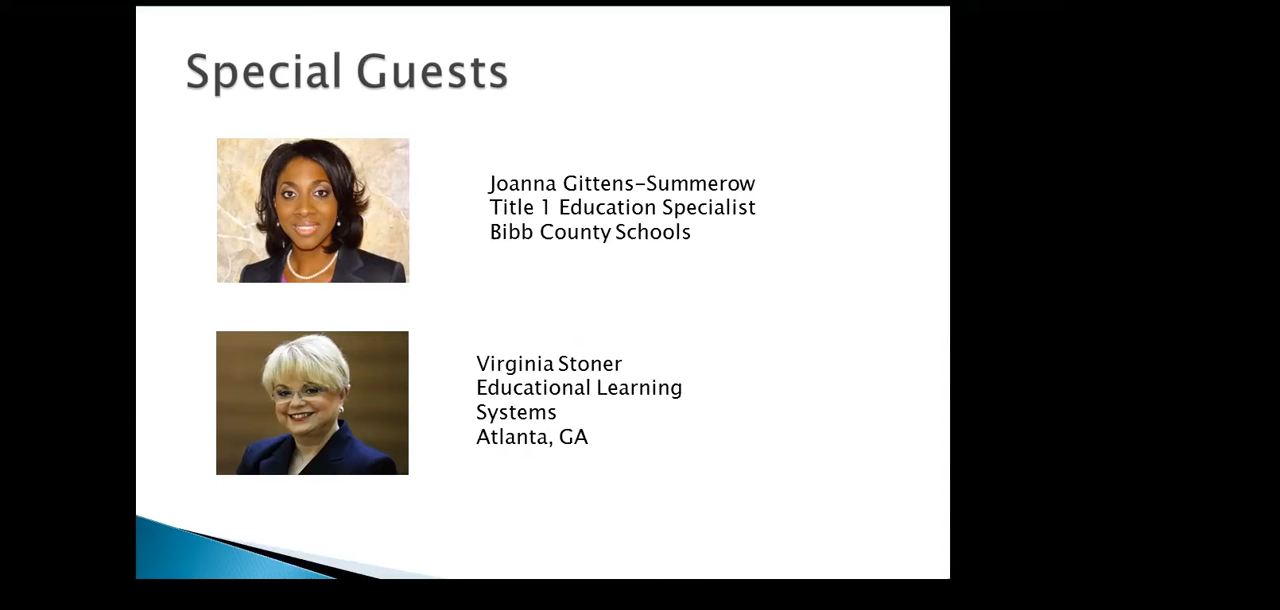 Special Guests
Joanna Gittens-Summerow
Title 1 Education Specialist
Bibb County Schools
Virginia Stoner
Educational Learning
Systems
Atlanta, GA